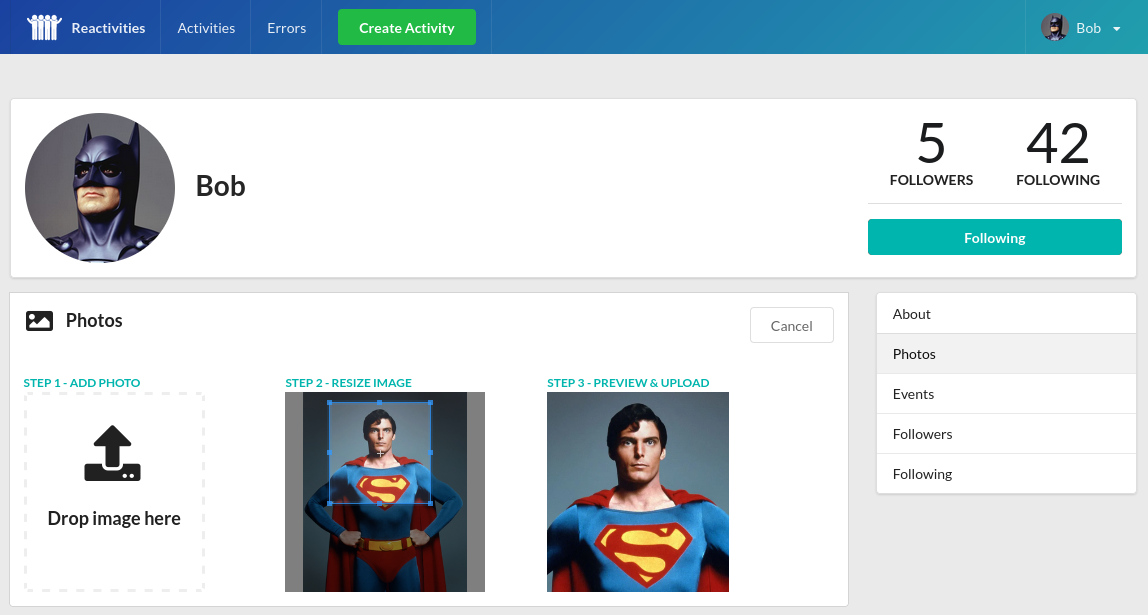 Reactivities
Activities
Errors
Create Activity
Bob
Bob
5
42
FOLLOWERS
FOLLOWING
Following
Photos
Cancel
STEP 1 - ADD PHOTO
STEP 2 - RESIZE IMAGE
STEP 3 - PREVIEW & UPLOAD
Drop image here
About
Photos
Events
Followers
Following